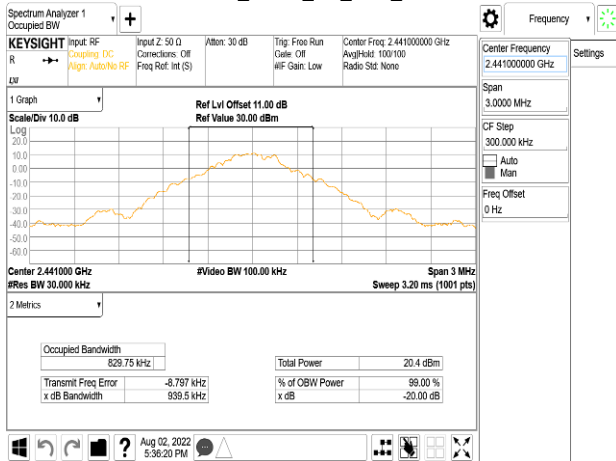 Spectrum Analyzer 1
Occupied BW
Frequency
KEYSIGHT
R
Input: RF
Coupling: DC
Align: Auto/No RF
Input Z: 50 Ω
Corrections: Off
Freq Ref: Int (S)
Atten: 30 dB
Trig: Free Run
Gate: Off
#IF Gain: Low
Center Freq: 2.441000000 GHz
Avg|Hold: 100/100
Radio Std: None
Center Frequency
2.441000000 GHz
Settings
Span
3.0000 MHz
CF Step
300.000 kHz
Auto
Man
Freq Offset
0 Hz
1 Graph
Scale/Div 10.0 dB
Ref Lvl Offset 11.00 dB
Ref Value 30.00 dBm
Log
20.0
10.0
0.00
-10.0
-20.0
-30.0
-40.0
-50.0
-60.0
Center 2.441000 GHz
#Video BW 100.00 kHz
Span 3 MHz
#Res BW 30.000 kHz
Sweep 3.20 ms (1001 pts)
2 Metrics
Occupied Bandwidth
829.75 kHz
Total Power 20.4 dBm
Transmit Freq Error -8.797 kHz
% of OBW Power 99.00 %
x dB Bandwidth 939.5 kHz
x dB -20.00 dB
?
Aug 02, 2022
5:36:20 PM